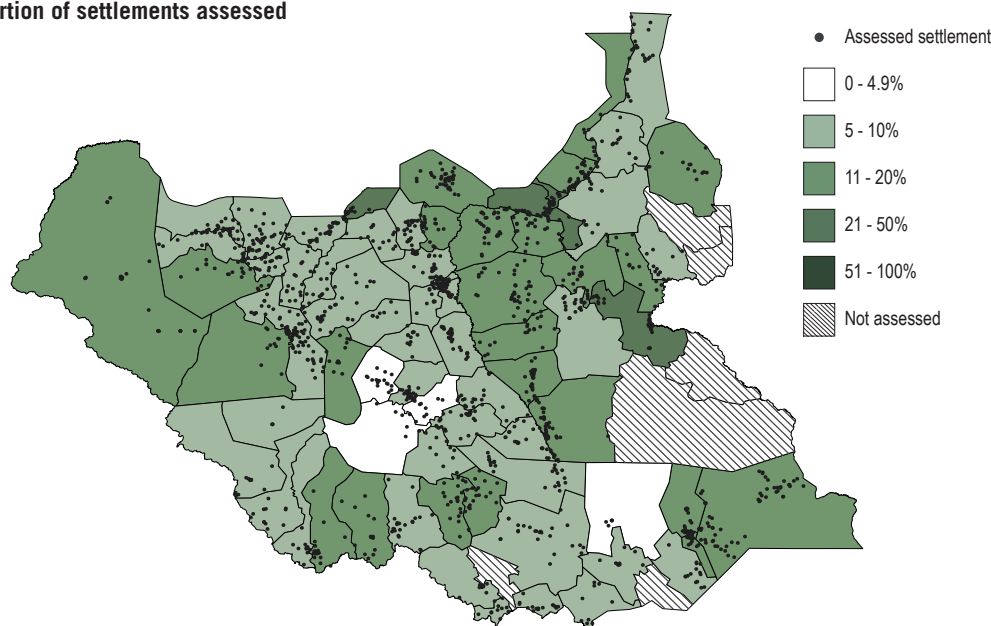 rtion of settlements assessed
Assessed settlement
0 - 4.9%
5 - 10%
11 - 20%
21 - 50%
51 - 100%
Not assessed